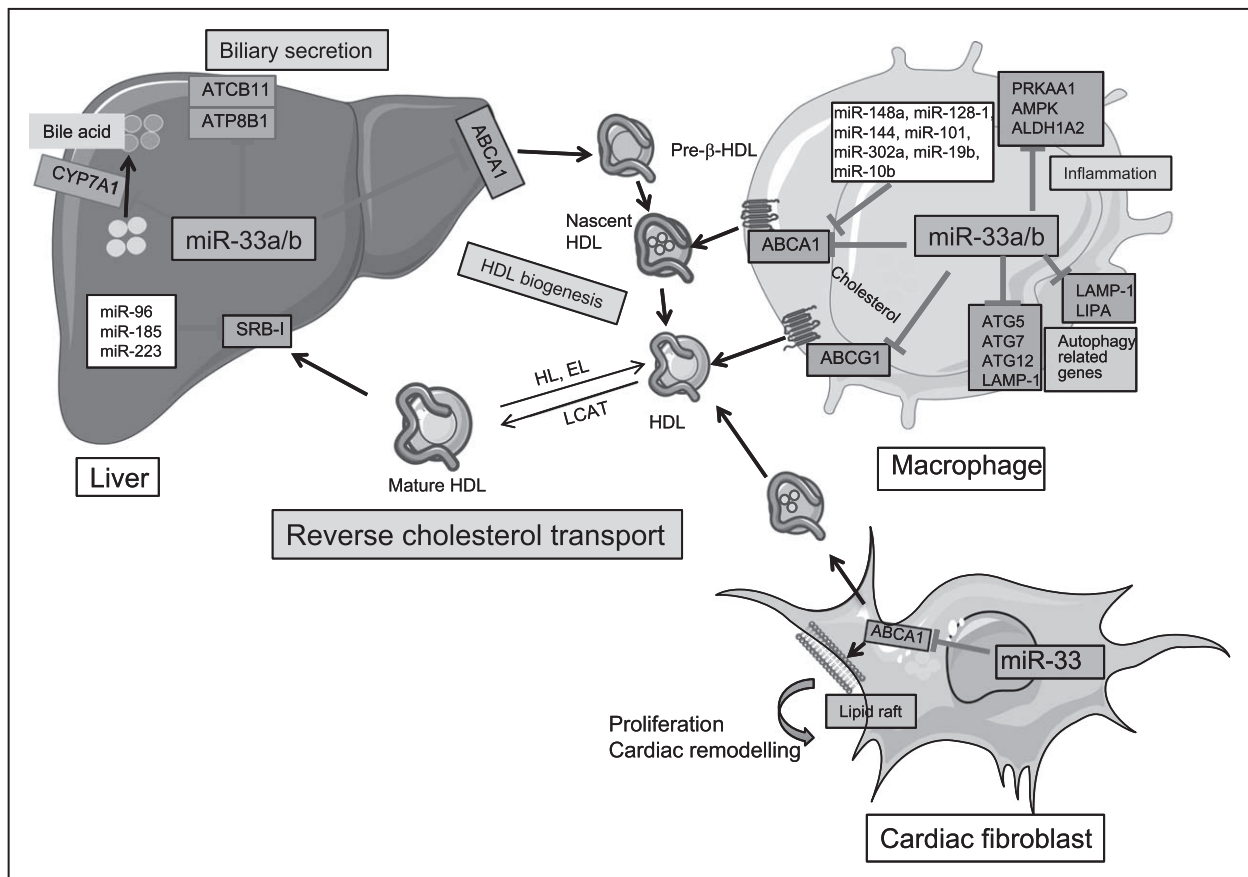 Biliary secretion
ATCB11
ATP8B1
Bile acid
CYP7A1
miR-33a/b
ABCA1
miR-96
miR-185
miR-223
SRB-I
Liver
Pre-β-HDL
Nascent
HDL
HDL biogenesis
HL, EL
LCAT
HDL
Mature HDL
Reverse cholesterol transport
miR-148a, miR-128-1,
miR-144, miR-101,
miR-302a, miR-19b,
miR-10b
PRKAA1
AMPK
ALDH1A2
Inflammation
ABCA1
miR-33a/b
Cholesterol
ABCG1
LAMP-1
LIPA
ATG5
ATG7
ATG12
LAMP-1
Autophagy
related
genes
Macrophage
ABCA1
miR-33
Lipid raft
Proliferation
Cardiac remodelling
Cardiac fibroblast